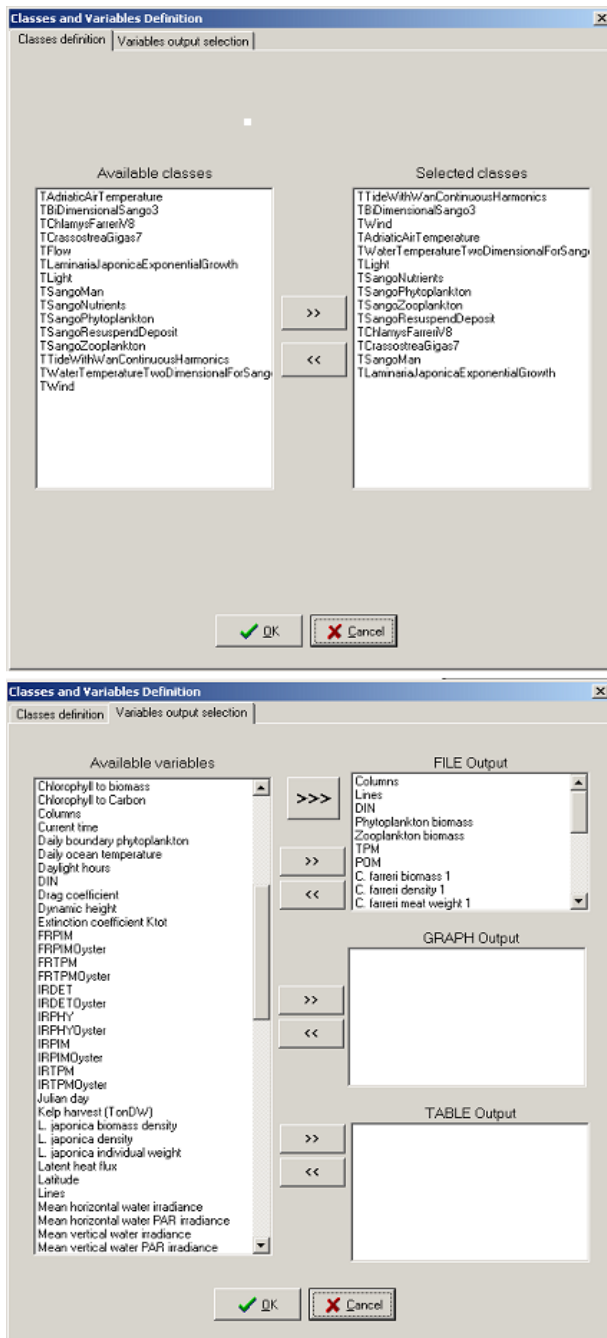 Classes and Variables Definition
Classes definition
Variables output selection
Available classes
TAdriaticAirTemperature
TBiDimensionalSango3
TChlamysFarreriV8
TCrassostreaGigas7
TFlow
TLaminariaJaponicaExponentialGrowth
TLight
TSangoMan
TSangoNutrients
TSangoPhytoplankton
TSangoResuspendDeposit
TSangoZooplankton
TTideWithWanContinuousHarmonics
TWaterTemperatureTwoDimensionalForSang
TWind
>>
<<
Selected classes
TTideWithWanContinuousHarmonics
TBiDimensionalSango3
TWind
TAdriaticAirTemperature
TWaterTemperatureTwoDimensionalForSang
TLight
TSangoNutrients
TSangoPhytoplankton
TSangoZooplankton
TSangoResuspendDeposit
TChlamysFarreriV8
TCrassostreaGigas7
TSangoMan
TLaminariaJaponicaExponentialGrowth
OK
Cancel
Classes and Variables Definition
Classes definition
Variables output selection
Available variables
Chlorophyll to biomass
Chlorophyll to Carbon
Columns
Current time
Daily boundary phytoplankton
Daily ocean temperature
Daylight hours
DIN
Drag coefficient
Dynamic height
Extinction coefficient Ktot
FRPIM
FRPIMOyster
FRTPM
FRTPMOyster
IRDET
IRDETOyster
IRPHY
IRPHYOyster
IRPIM
IRPIMOyster
IRTPM
IRTPMOyster
Julian day
Kelp harvest (TonDW)
L. japonica biomass density
L. japonica density
L. japonica individual weight
Latent heat flux
Latitude
Lines
Mean horizontal water irradiance
Mean horizontal water PAR irradiance
Mean vertical water irradiance
Mean vertical water PAR irradiance
>>>
>>
<<
FILE Output
Columns
Lines
DIN
Phytoplankton biomass
Zooplankton biomass
TPM
POM
C. farreri biomass 1
C. farreri density 1
C. farreri meat weight 1
GRAPH Output
>>
<<
TABLE Output
>>
<<
OK
Cancel